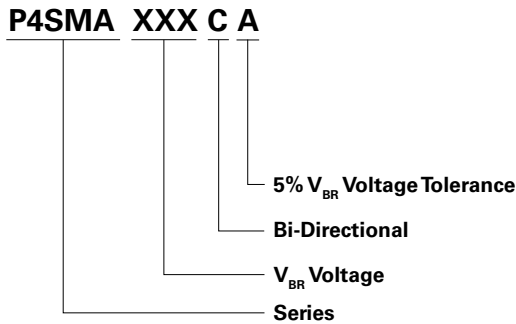 P4SMA XXX C A
5% VBR Voltage Tolerance
Bi-Directional
VBR Voltage
Series